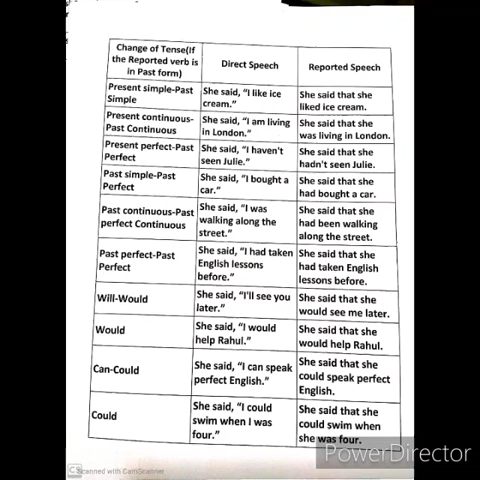 Change of Tense(If
the Reported verb is
in Past form)
Direct Speech
Reported Speech
Present simple-Past
Simple
She said, "I like ice
cream."
She said that she
liked ice cream.
Present continuous-
Past Continuous
She said, "I am living
in London."
She said that she
was living in London.
Present perfect-Past
Perfect
She said, "I haven't
seen Julie."
She said that she
hadn't seen Julie.
Past simple-Past
Perfect
She said, "I bought a
car."
She said that she
had bought a car.
Past continuous-Past
perfect Continuous
She said, "I was
walking along the
street."
She said that she
had been walking
along the street.
Past perfect-Past
Perfect
She said, "I had taken
English lessons
before."
She said that she
had taken English
lessons before.
Will-Would
She said, "I'll see you
later."
She said that she
would see me later.
Would
She said, "I would
help Rahul."
She said that she
would help Rahul.
Can-Could
She said, "I can speak
perfect English."
She said that she
could speak perfect
English.
Could
She said, "I could
swim when I was
four."
She said that she
could swim when
she was four.
PowerDirector
CS Scanned with CamScanner